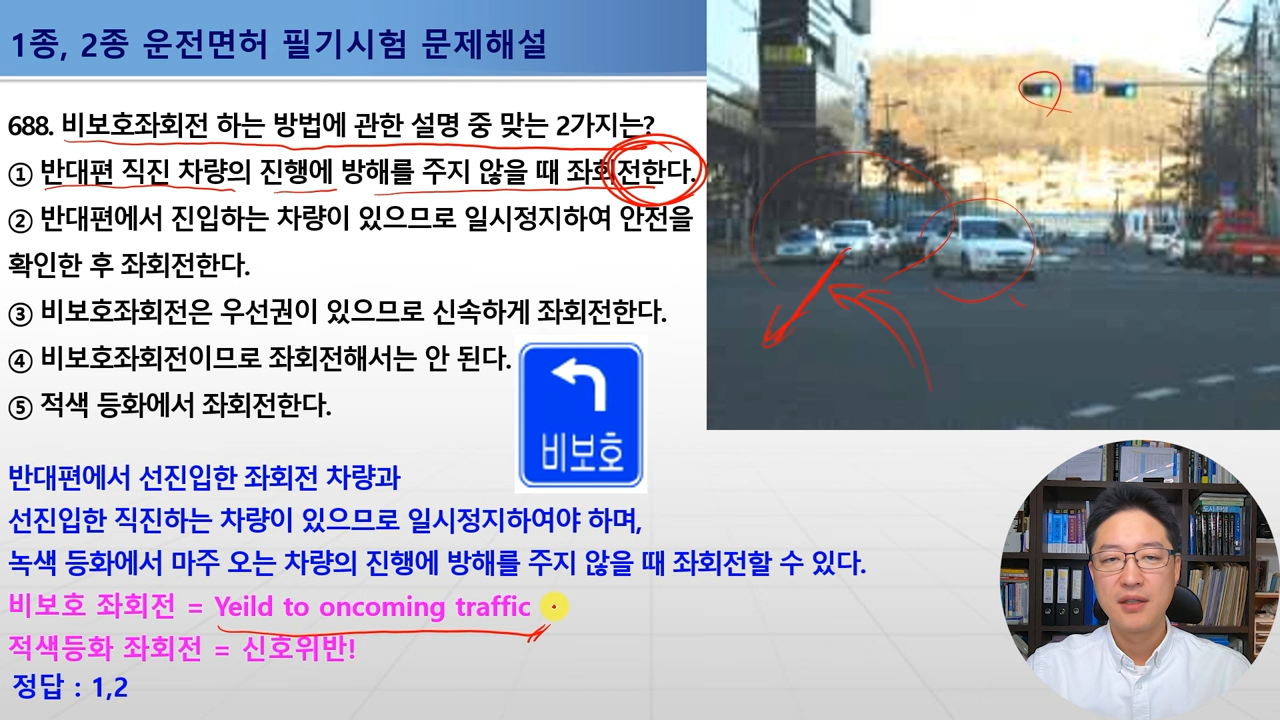 1종, 2종 운전면허 필기시험 문제해설
688. 비보호좌회전 하는 방법에 관한 설명 중 맞는 2가지는?
① 반대편 직진 차량의 진행에 방해를 주지 않을 때 좌회전한다.
② 반대편에서 진입하는 차량이 있으므로 일시정지하여 안전을
확인한 후 좌회전한다.
③ 비보호좌회전은 우선권이 있으므로 신속하게 좌회전한다.
④ 비보호좌회전이므로 좌회전해서는 안 된다.
⑤ 적색 등화에서 좌회전한다.
비보호
반대편에서 선진입한 좌회전 차량과
선진입한 직진하는 차량이 있으므로 일시정지하여야 하며,
녹색 등화에서 마주 오는 차량의 진행에 방해를 주지 않을 때 좌회전할 수 있다.
비보호 좌회전 = Yeild to oncoming traffic
적색등화 좌회전 = 신호위반!
정답 : 1,2